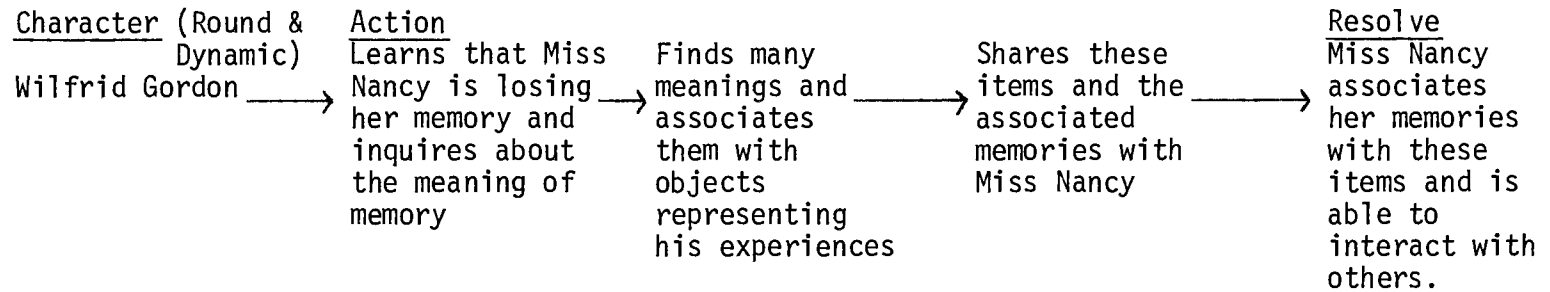 Character (Round &
Dynamic)
Wilfrid Gordon
Action
Learns that Miss
Nancy is losing
her memory and
inquires about
the meaning of
memory
Finds many
meanings and
associates
them with
objects
representing
his experiences
Shares these
items and the
associated
memories with
Miss Nancy
Resolve
Miss Nancy
associates
her memories
with these
items and is
able to
interact with
others.